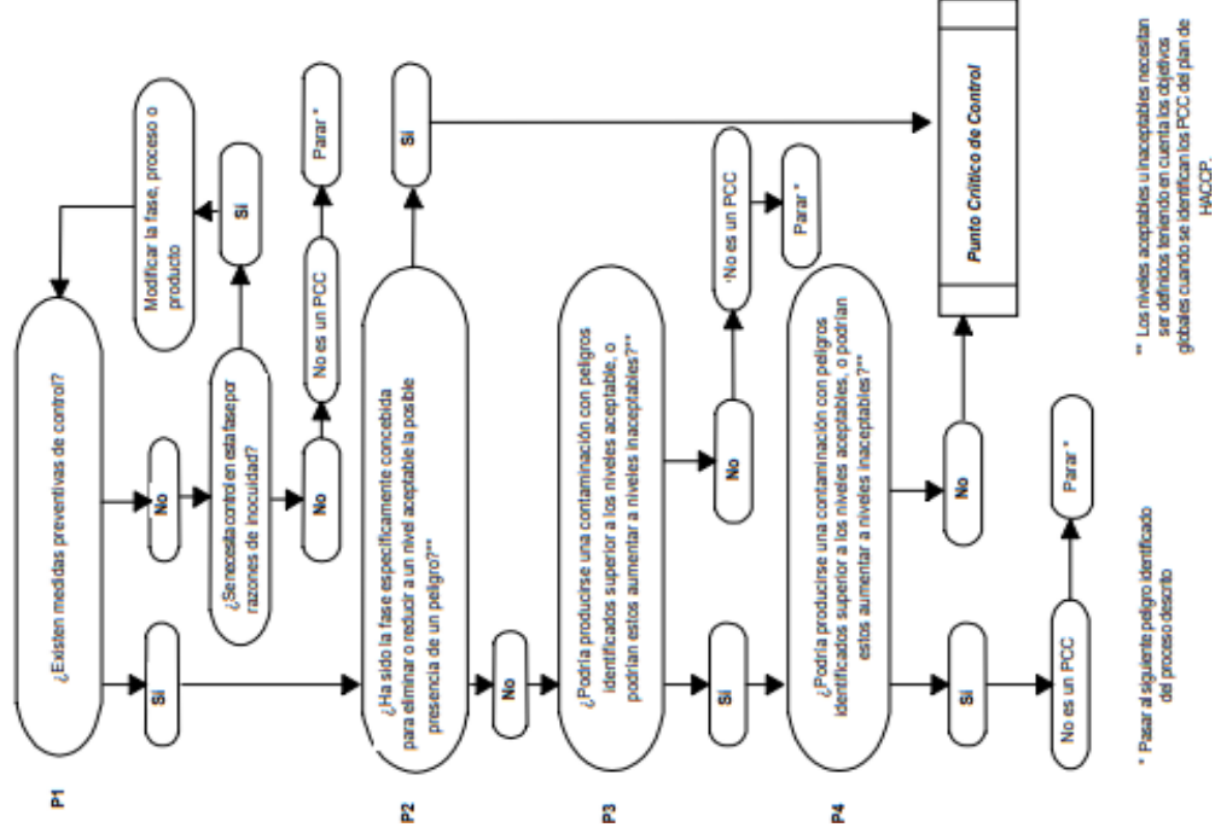 P1
¿Existen medidas preventivas de control?
Modificar la fase, proceso o
producto
Sí
No
Sí
¿Se necesita control en esta fase por
razones de inocuidad?
No
No es un PCC
Parar *
P2
¿Ha sido la fase específicamente concebida
para eliminar o reducir a un nivel aceptable la posible
presencia de un peligro?**
Sí
No
P3
¿Podría producirse una contaminación con peligros
identificados superior a los niveles aceptable, o
podrían estos aumentar a niveles inaceptables?**
Sí
No
No es un PCC
Parar *
P4
¿Podría producirse una contaminación con peligros
identificados superior a los niveles aceptables, o podrían
estos aumentar a niveles inaceptables?**
Sí
No
Punto Crítico de Control
No es un PCC
Parar *
* Pasar al siguiente peligro identificado
del proceso descrito
** Los niveles aceptables u inaceptables necesitan
ser definidos teniendo en cuenta los objetivos
globales cuando se identifican los PCC del plan de
HACCP.